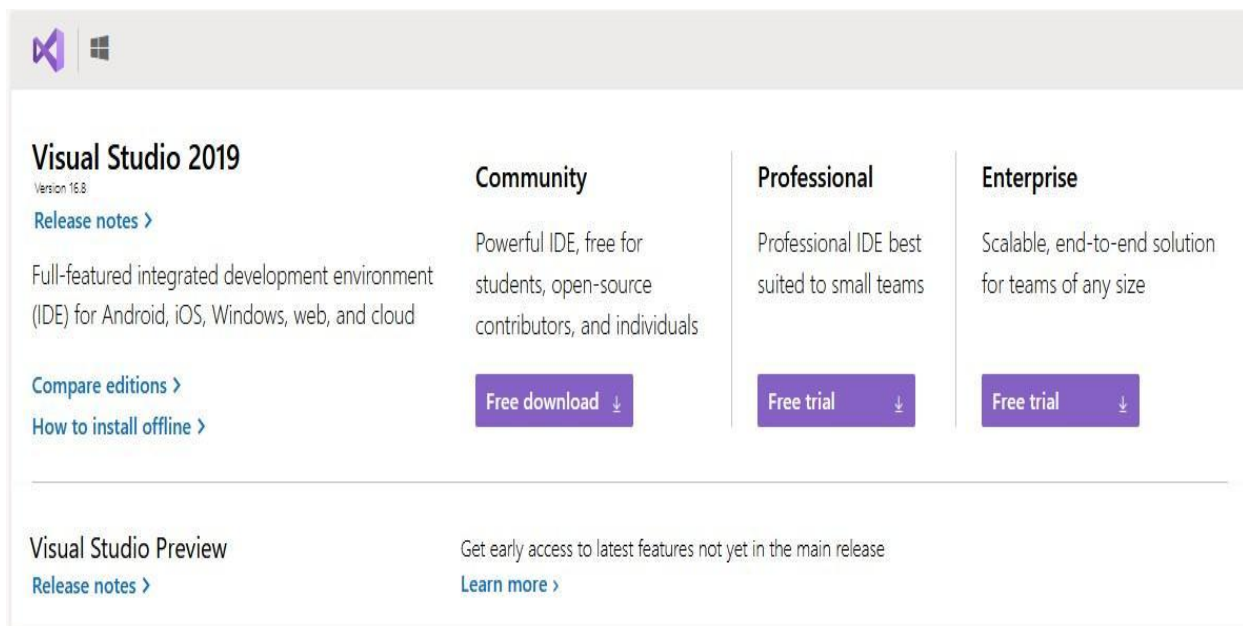 Visual Studio 2019
Version 16.8
Release notes >
Full-featured integrated development environment
(IDE) for Android, iOS, Windows, web, and cloud
Compare editions >
How to install offline >
Community
Powerful IDE, free for
students, open-source
contributors, and individuals
Free download ↓
Professional
Professional IDE best
suited to small teams
Free trial ↓
Enterprise
Scalable, end-to-end solution
for teams of any size
Free trial ↓
Visual Studio Preview
Release notes >
Get early access to latest features not yet in the main release
Learn more >